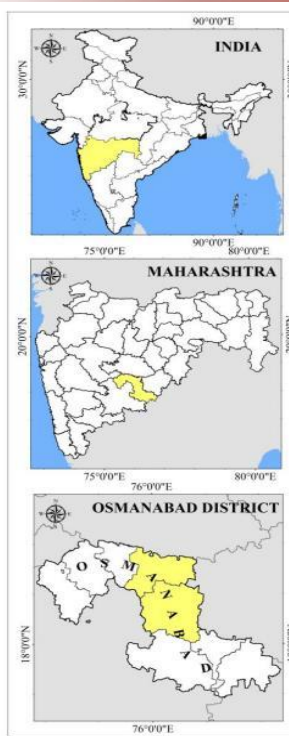 90°0'0"E
INDIA
30°0'0"N
75°0'0"E 90°0'0"E 80°0'0"E
MAHARASHTRA
20°0'0"N
75°0'0"E 80°0'0"E
76°0'0"E
OSMANABAD DISTRICT
OSMANABAD
18°0'0"N
76°0'0"E